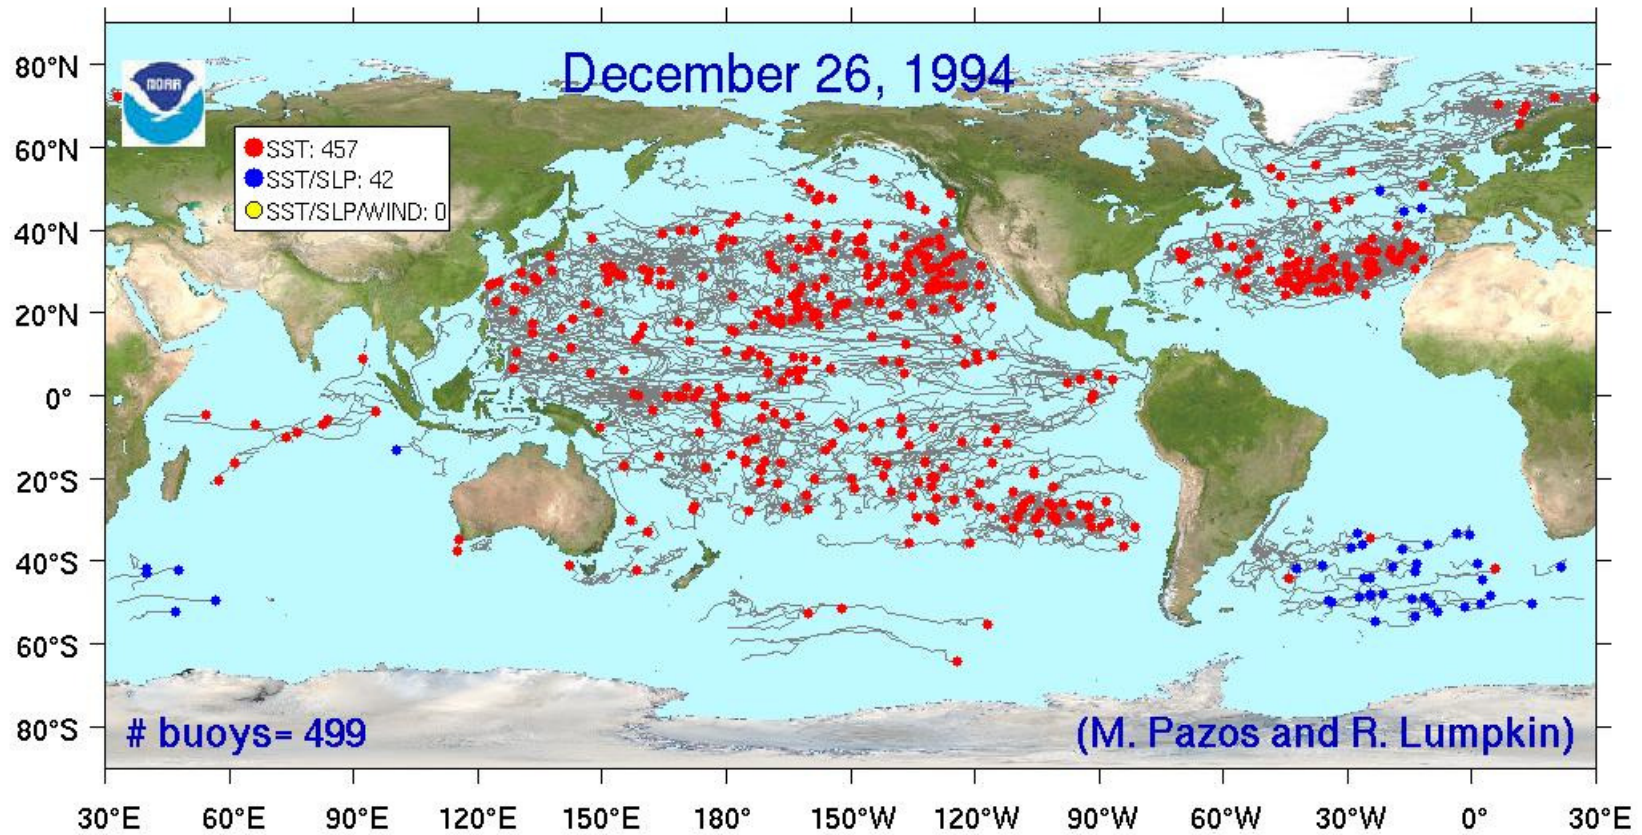 December 26, 1994
NOAA
SST: 457
SST/SLP: 42
SST/SLP/WIND: 0
80°N
60°N
40°N
20°N
0°
20°S
40°S
60°S
80°S
# buoys= 499
(M. Pazos and R. Lumpkin)
30°E 60°E 90°E 120°E 150°E 180° 150°W 120°W 90°W 60°W 30°W 0° 30°E